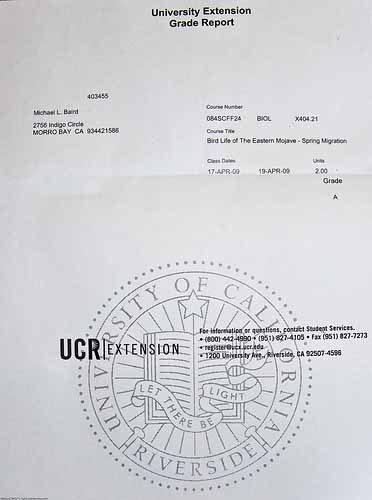 University Extension
Grade Report
403455
Michael L. Baird
2756 Indigo Circle
MORRO BAY CA 934421586
Course Number
084SCFF24 BIOL X404.21
Course Title
Bird Life of The Eastern Mojave - Spring Migration
Class Dates Units
17-APR-09 19-APR-09 2.00
Grade
A
UNIVERSITY OF CALIFORNIA
UCR EXTENSION
For information or questions, contact Student Services.
• (800) 442-4990 • (951) 827-4105 • Fax (951) 827-7273
• register@ucx.ucr.edu
• 1200 University Ave., Riverside, CA 92507-4596
LET THERE BE LIGHT
RIVERSIDE